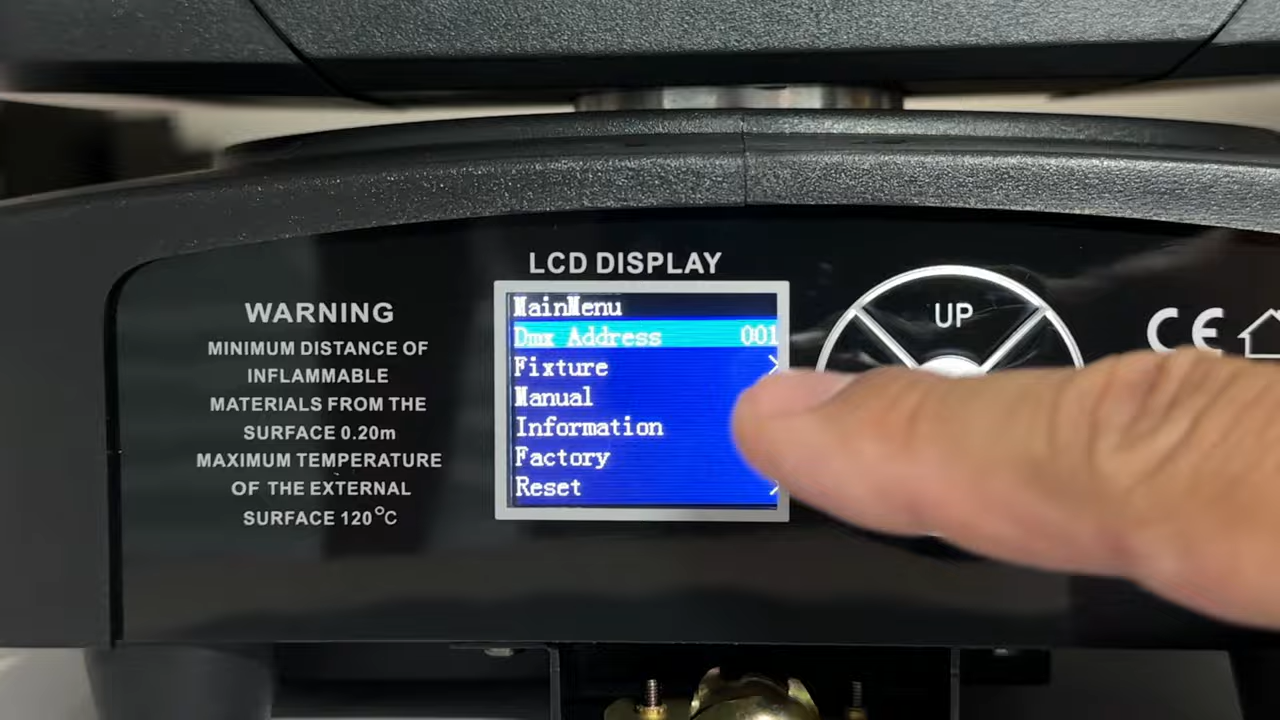 LCD DISPLAY
WARNING
MINIMUM DISTANCE OF
INFLAMMABLE
MATERIALS FROM THE
SURFACE 0.20m
MAXIMUM TEMPERATURE
OF THE EXTERNAL
SURFACE 120°C
MainMenu
Dmx Address 001
Fixture >
Manual
Information
Factory
Reset >
UP
CE